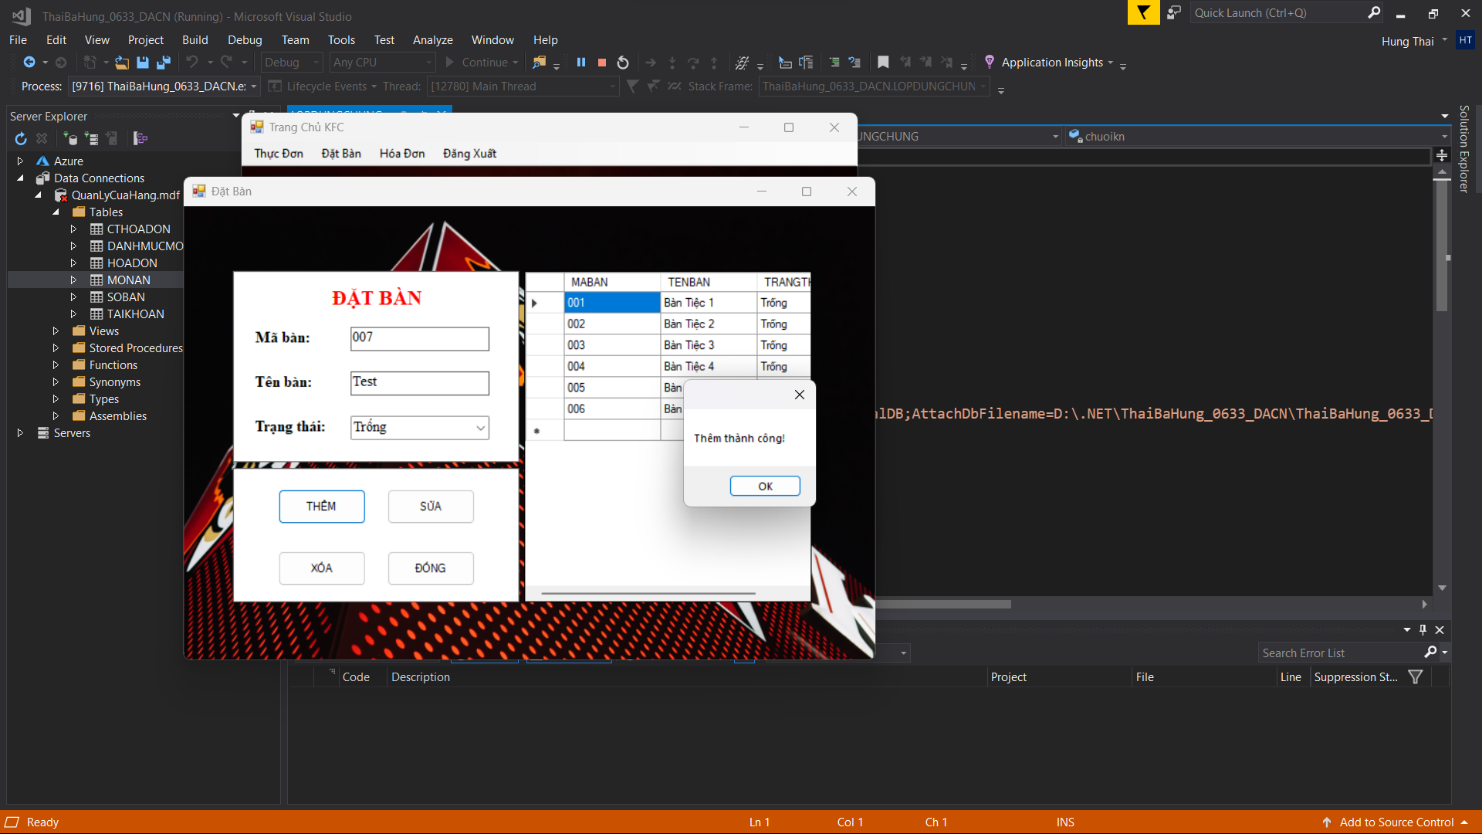 ThaiBaHung_0633_DACN (Running) - Microsoft Visual Studio
Quick Launch (Ctrl+Q)
File Edit View Project Build Debug Team Tools Test Analyze Window Help
Hung Thai HT
Debug Any CPU Continue Application Insights
Process: [9716] ThaiBaHung_0633_DACN.e: Lifecycle Events Thread: [12780] Main Thread Stack Frame: ThaiBaHung_0633_DACN.LOPDUNGCHUN
Server Explorer
Azure
Data Connections
QuanLyCuaHang.mdf
Tables
CTHOADON
DANHMUCMO
HOADON
MONAN
SOBAN
TAIKHOAN
Views
Stored Procedures
Functions
Synonyms
Types
Assemblies
Servers
Trang Chủ KFC
Thực Đơn Đặt Bàn Hóa Đơn Đăng Xuất
UNGCHUNG chuoikn
Solution Explorer
Đặt Bàn
ĐẶT BÀN
Mã bàn: 007
Tên bàn: Test
Trạng thái: Trống
THÊM SỬA
XÓA ĐÓNG
MABAN TENBAN TRANGTH
001 Bàn Tiệc 1 Trống
002 Bàn Tiệc 2 Trống
003 Bàn Tiệc 3 Trống
004 Bàn Tiệc 4 Trống
005 Bàn
006 Bàn
Thêm thành công!
OK
alDB;AttachDbFilename=D:\.NET\ThaiBaHung_0633_DACN\ThaiBaHung_0633_D
Search Error List
Code Description Project File Line Suppression St...
Ready Ln 1 Col 1 Ch 1 INS Add to Source Control